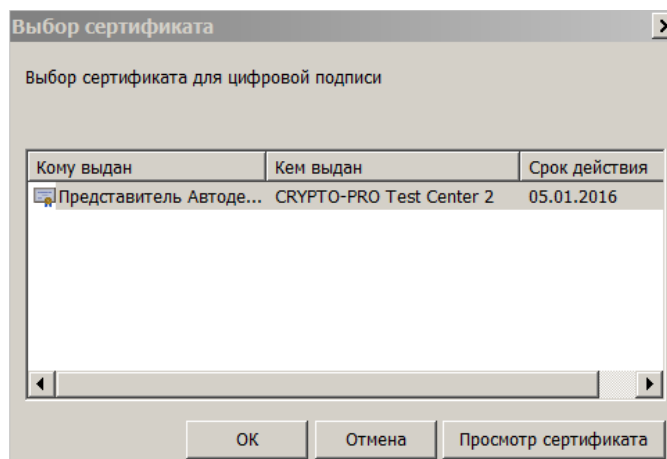 Выбор сертификата
Выбор сертификата для цифровой подписи
Кому выдан Кем выдан Срок действия
Представитель Автоде... CRYPTO-PRO Test Center 2 05.01.2016
ОК Отмена Просмотр сертификата